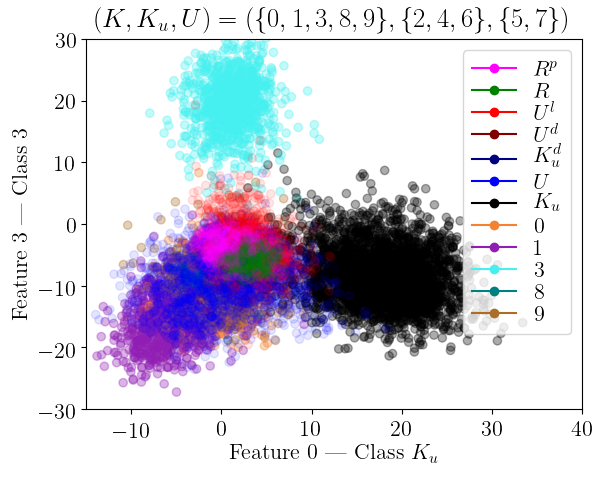 (K, K_u, U) = ({0, 1, 3, 8, 9}, {2, 4, 6}, {5, 7})
30
20
10
0
−10
−20
−30
Feature 3 — Class 3
R^p
R
U^l
U^d
K_u^d
U
K_u
0
1
3
8
9
−10
0
10
20
30
40
Feature 0 — Class K_u